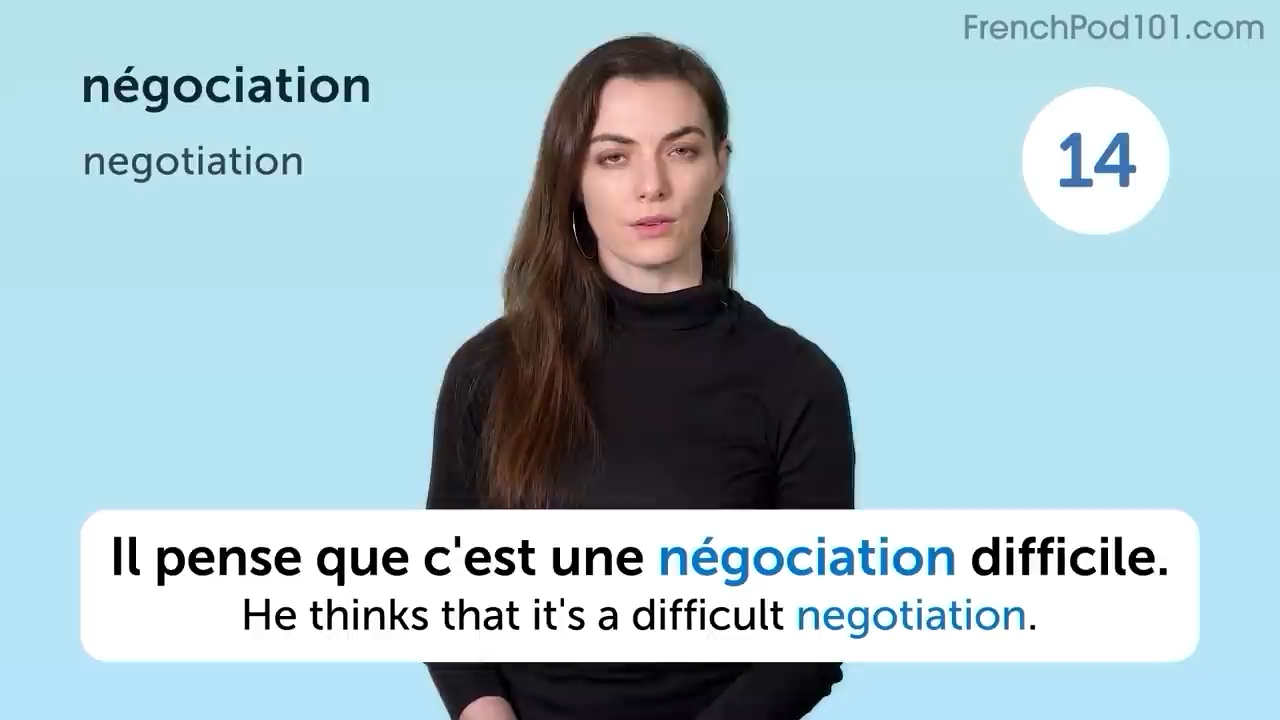 FrenchPod101.com
négociation
negotiation
14
Il pense que c'est une négociation difficile.
He thinks that it's a difficult negotiation.